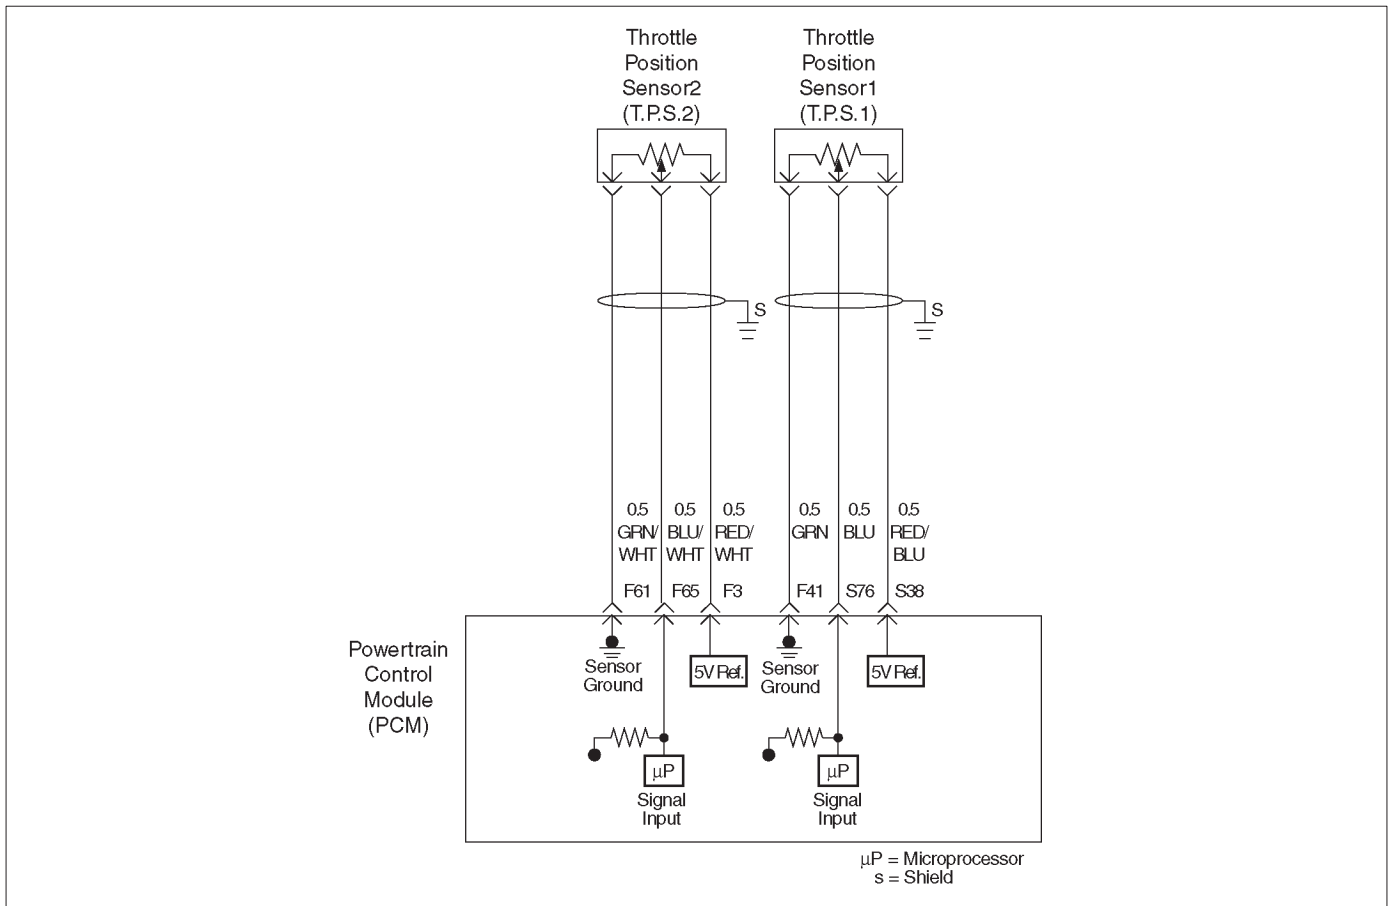 Throttle
Position
Sensor2
(T.P.S.2)
Throttle
Position
Sensor1
(T.P.S.1)
S
S
0.5
GRN/
WHT
0.5
BLU/
WHT
0.5
RED/
WHT
0.5
GRN
0.5
BLU
0.5
RED/
BLU
F61
F65
F3
F41
S76
S38
Powertrain
Control
Module
(PCM)
Sensor
Ground
5V Ref.
Sensor
Ground
5V Ref.
μP
Signal
Input
μP
Signal
Input
μP = Microprocessor
s = Shield